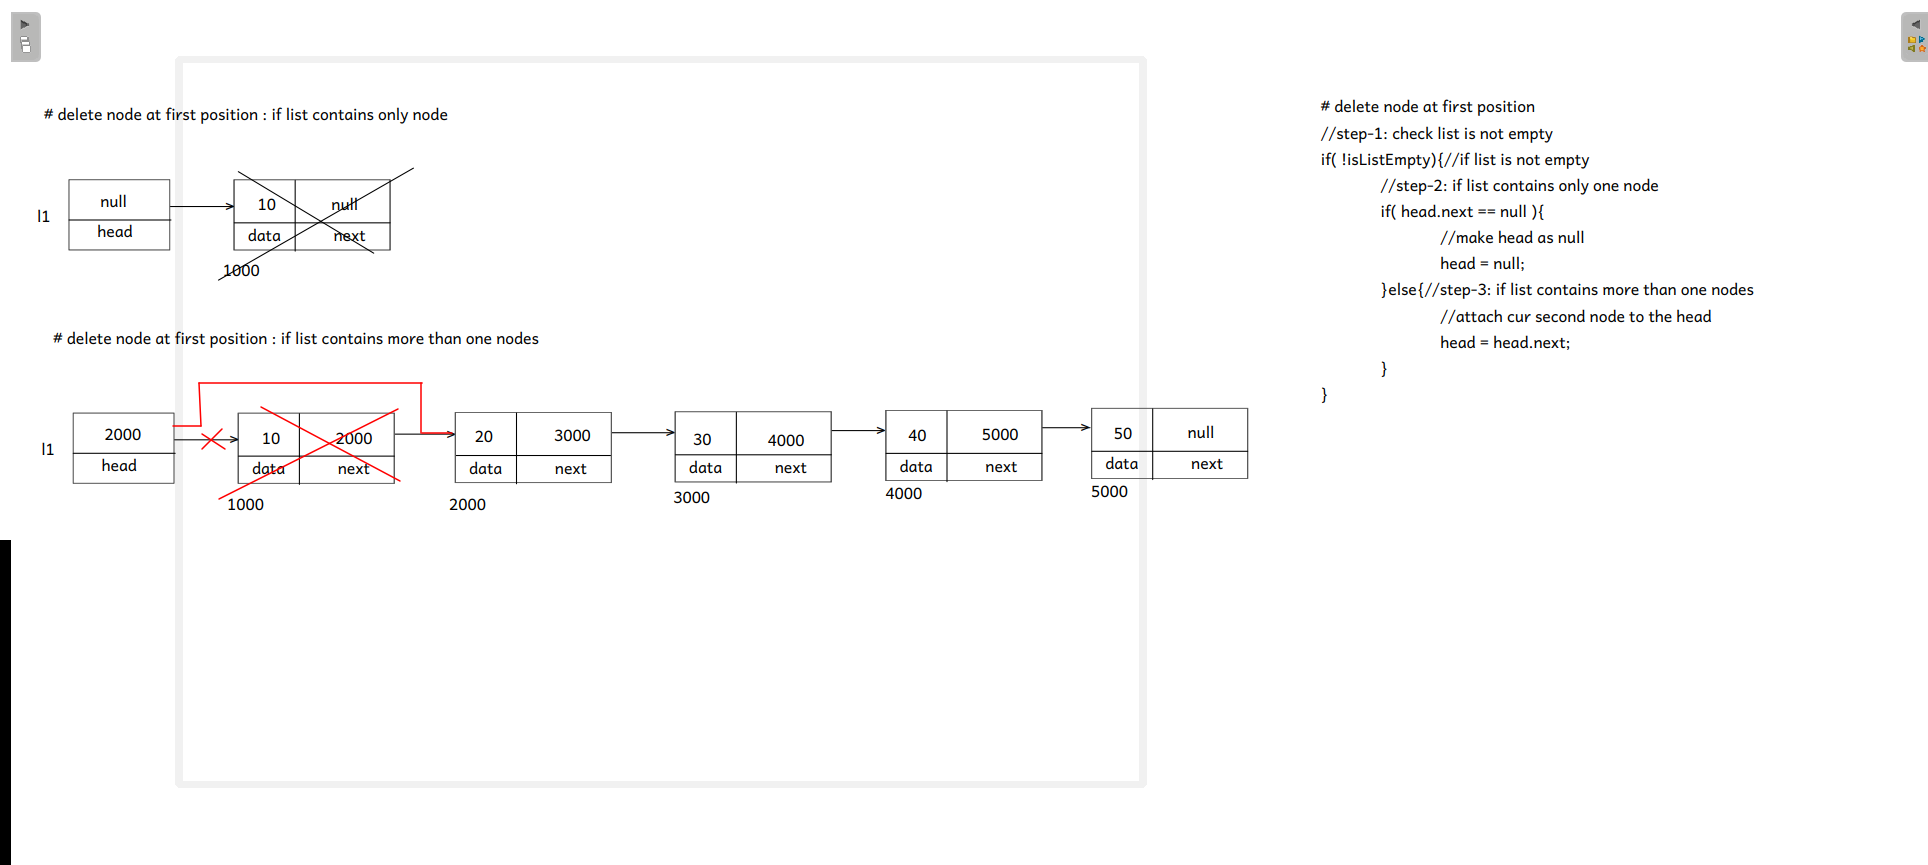 # delete node at first position : if list contains only node
l1
null
head
10 null
data next
1000
# delete node at first position : if list contains more than one nodes
l1
2000
head
10 2000
data next
1000
20 3000
data next
2000
30 4000
data next
3000
40 5000
data next
4000
50 null
data next
5000
# delete node at first position
//step-1: check list is not empty
if( !isListEmpty){//if list is not empty
//step-2: if list contains only one node
if( head.next == null ){
//make head as null
head = null;
}else{//step-3: if list contains more than one nodes
//attach cur second node to the head
head = head.next;
}
}